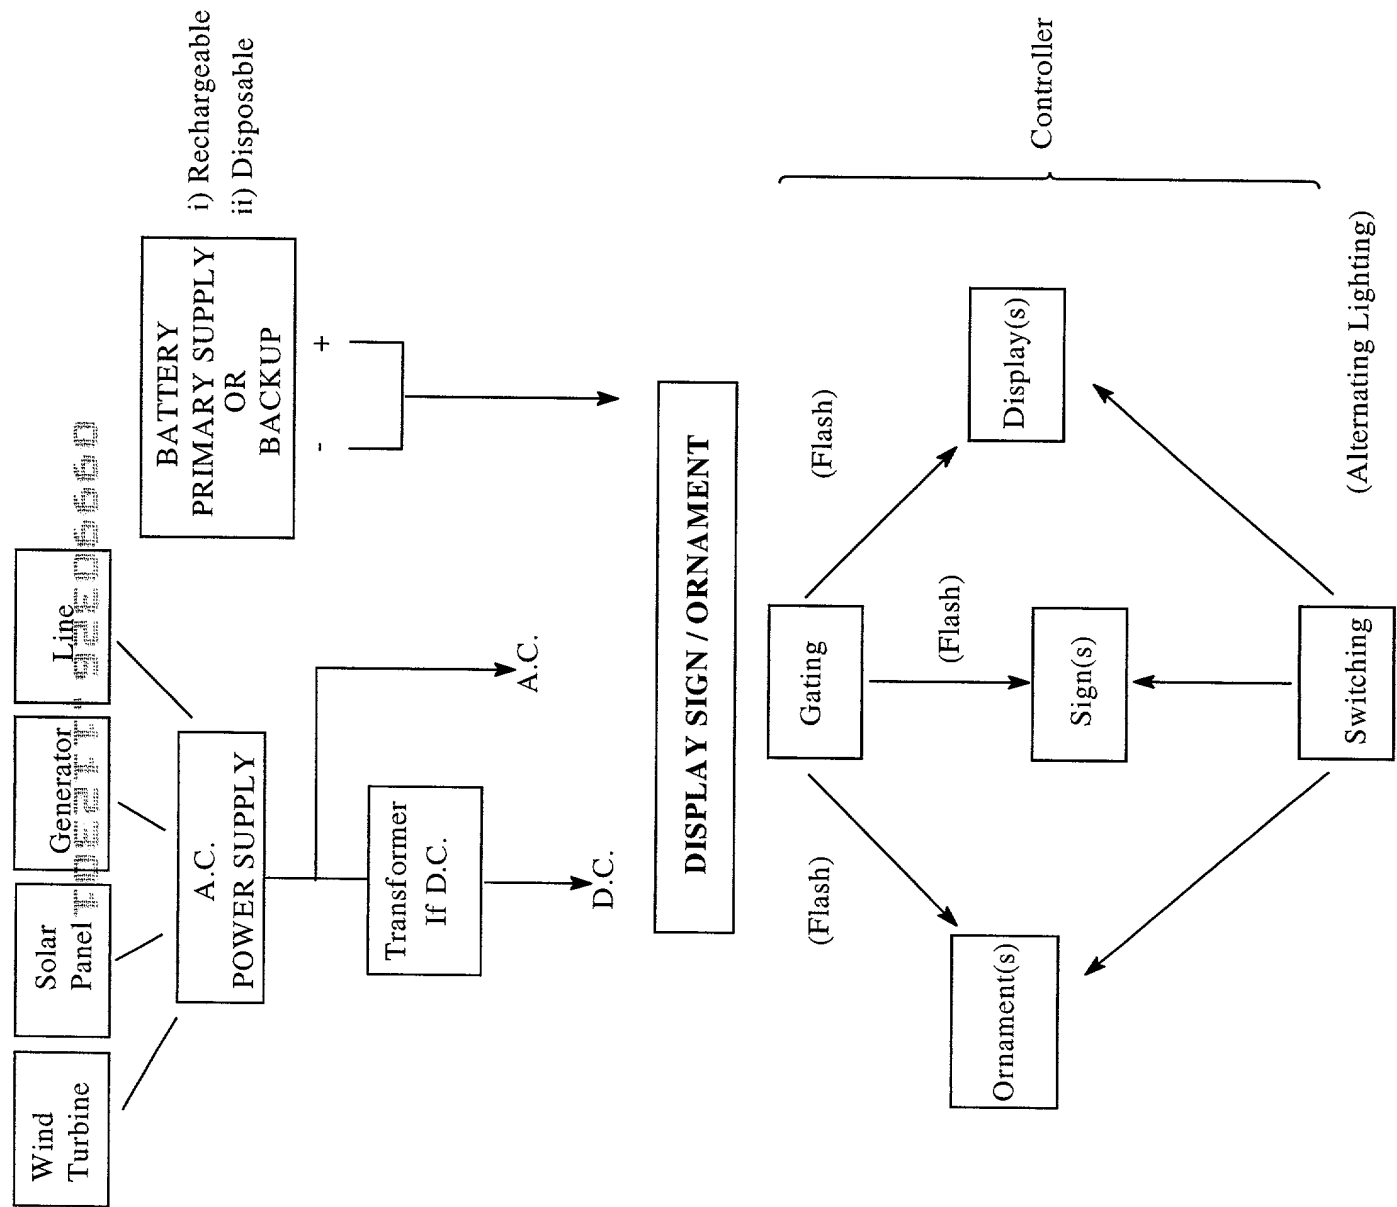 Wind
Turbine
Solar
Panel
Generator
Line
A.C.
POWER SUPPLY
Transformer
If D.C.
D.C.
A.C.
BATTERY
PRIMARY SUPPLY
OR
BACKUP
-
+
i) Rechargeable
ii) Disposable
DISPLAY SIGN / ORNAMENT
Gating
(Flash)
(Flash)
(Flash)
Ornament(s)
Sign(s)
Display(s)
Switching
(Alternating Lighting)
Controller